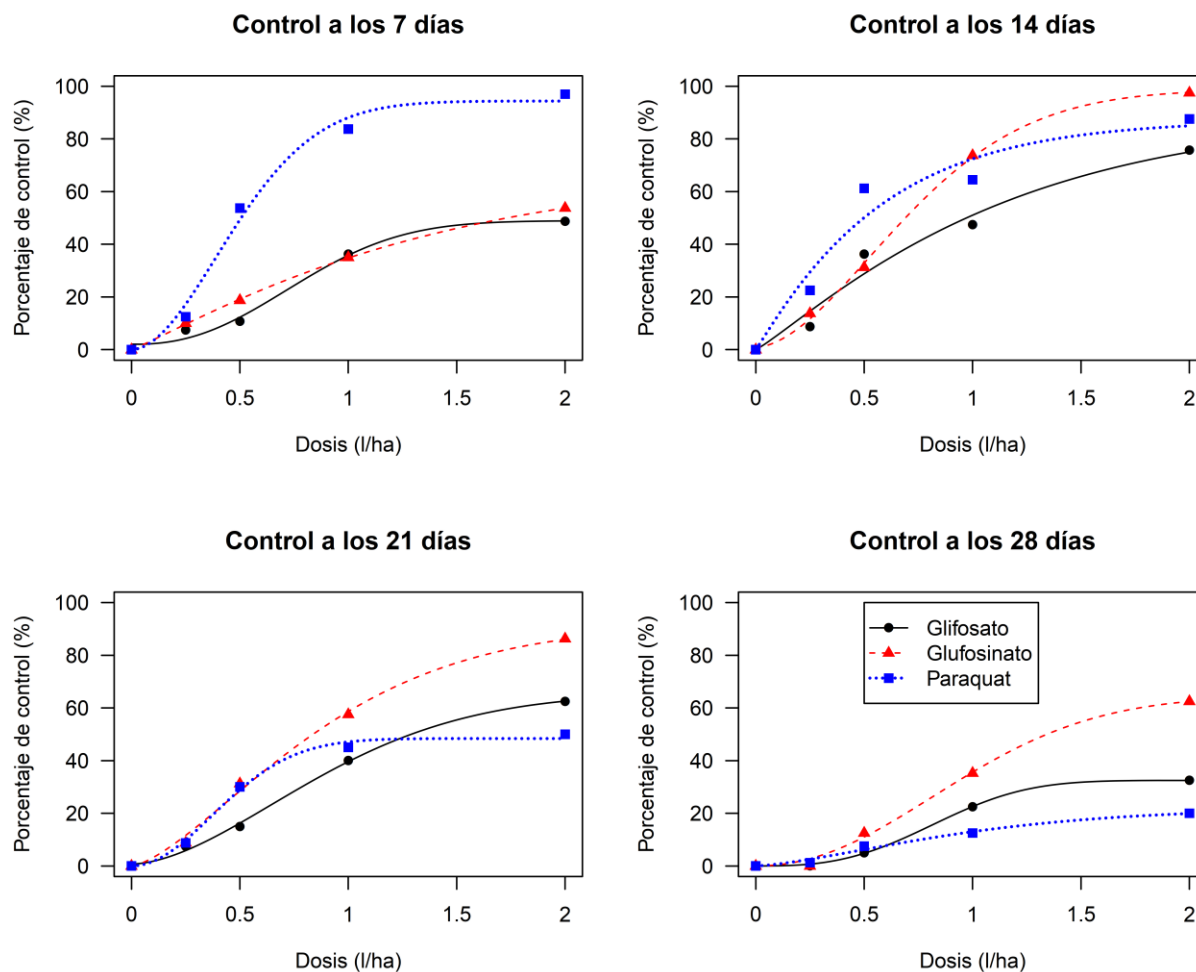 Control a los 7 días
Porcentaje de control (%)
100
80
60
40
20
0
0 0.5 1 1.5 2
Dosis (l/ha)
Control a los 14 días
Porcentaje de control (%)
100
80
60
40
20
0
0 0.5 1 1.5 2
Dosis (l/ha)
Control a los 21 días
Porcentaje de control (%)
100
80
60
40
20
0
0 0.5 1 1.5 2
Dosis (l/ha)
Control a los 28 días
Porcentaje de control (%)
100
80
60
40
20
0
Glifosato
Glufosinato
Paraquat
0 0.5 1 1.5 2
Dosis (l/ha)